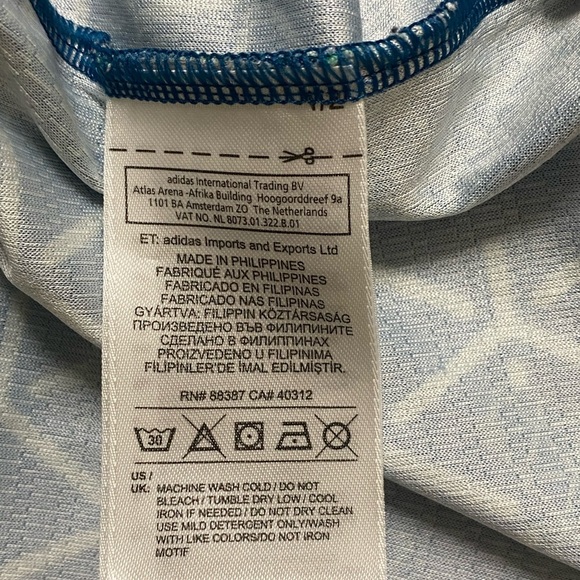 adidas International Trading BV
Atlas Arena -Afrika Building Hoogoorddreef 9a
1101 BA Amsterdam ZO The Netherlands
VAT NO. NL 8073.01.322.B.01
ET: adidas Imports and Exports Ltd
MADE IN PHILIPPINES
FABRIQUÉ AUX PHILIPPINES
FABRICADO EN FILIPINAS
FABRICADO NAS FILIPINAS
GYÁRTVA: FILIPPIN KÖZTÁRSASÁG
ПРОИЗВЕДЕНО ВЪВ ФИЛИПИНИТЕ
СДЕЛАНО В ФИЛИППИНАХ
PROIZVEDENO U FILIPINIMA
FİLİPİNLER'DE İMAL EDİLMİŞTİR.
RN# 88387 CA# 40312
30
US /
UK: MACHINE WASH COLD / DO NOT
BLEACH / TUMBLE DRY LOW / COOL
IRON IF NEEDED / DO NOT DRY CLEAN
USE MILD DETERGENT ONLY/WASH
WITH LIKE COLORS/DO NOT IRON
MOTIF